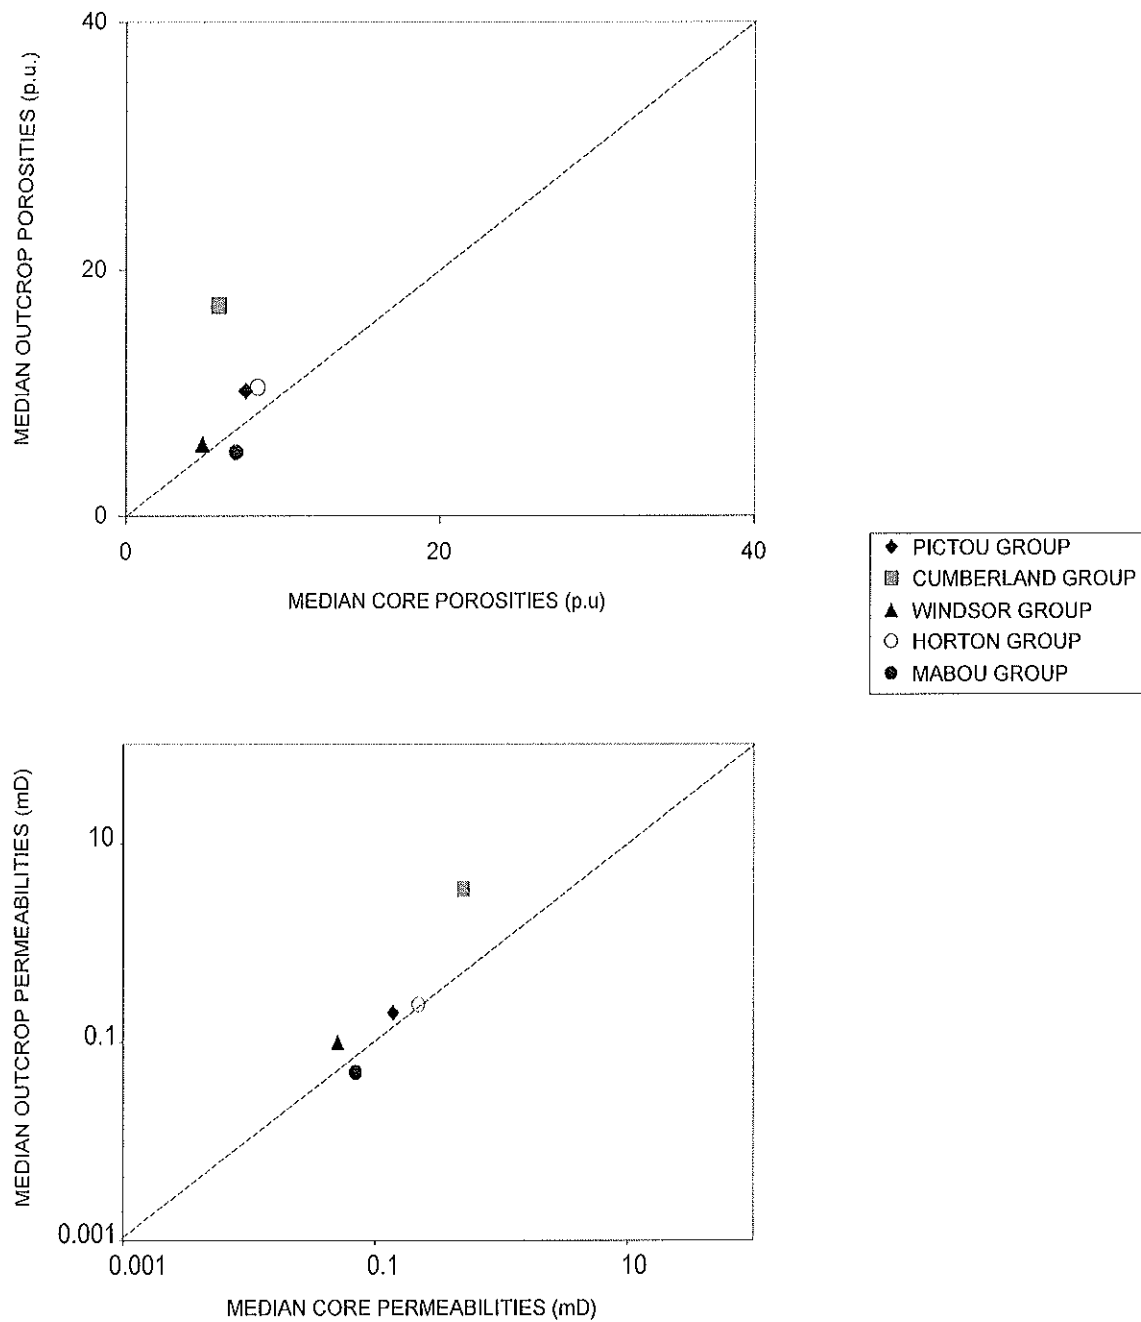 40
20
0
MEDIAN OUTCROP POROSITIES (p.u.)
0
20
40
MEDIAN CORE POROSITIES (p.u)
PICTOU GROUP
CUMBERLAND GROUP
WINDSOR GROUP
HORTON GROUP
MABOU GROUP
10
0.1
0.001
MEDIAN OUTCROP PERMEABILITIES (mD)
0.001
0.1
10
MEDIAN CORE PERMEABILITIES (mD)